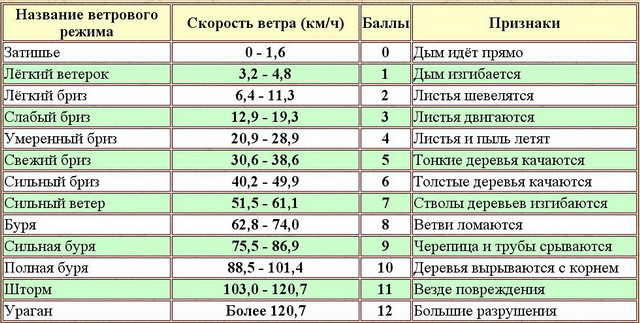 Название ветрового режима Скорость ветра (км/ч) Баллы Признаки
Затишье 0 - 1,6 0 Дым идёт прямо
Лёгкий ветерок 3,2 - 4,8 1 Дым изгибается
Лёгкий бриз 6,4 - 11,3 2 Листья шевелятся
Слабый бриз 12,9 - 19,3 3 Листья двигаются
Умеренный бриз 20,9 - 28,9 4 Листья и пыль летят
Свежий бриз 30,6 - 38,6 5 Тонкие деревья качаются
Сильный бриз 40,2 - 49,9 6 Толстые деревья качаются
Сильный ветер 51,5 - 61,1 7 Стволы деревьев изгибаются
Буря 62,8 - 74,0 8 Ветви ломаются
Сильная буря 75,5 - 86,9 9 Черепица и трубы срываются
Полная буря 88,5 - 101,4 10 Деревья вырываются с корнем
Шторм 103,0 - 120,7 11 Везде повреждения
Ураган Более 120,7 12 Большие разрушения